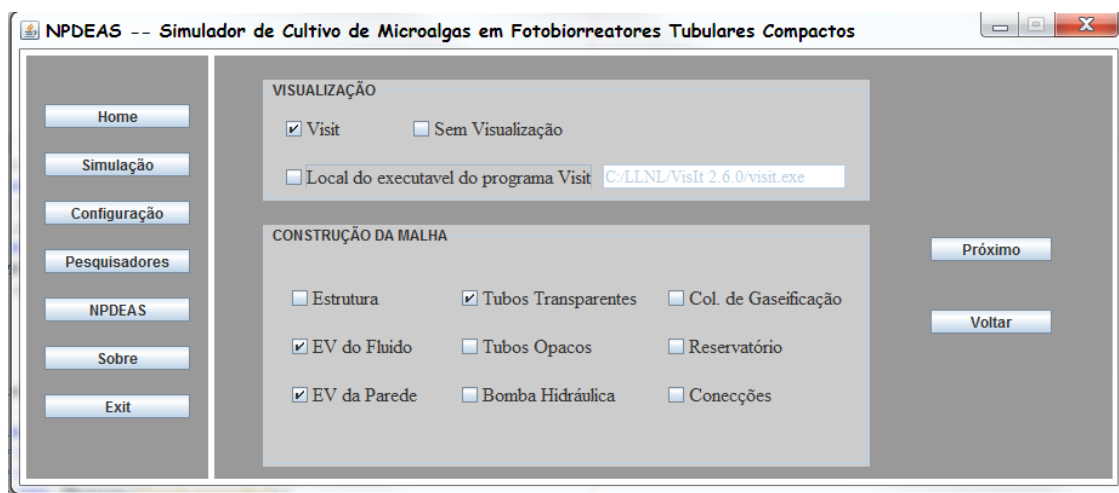 NPDEAS -- Simulador de Cultivo de Microalgas em Fotobiorreatores Tubulares Compactos
Home
Simulação
Configuração
Pesquisadores
NPDEAS
Sobre
Exit
VISUALIZAÇÃO
Visit Sem Visualização
Local do executavel do programa Visit C:/LLNL/VisIt 2.6.0/visit.exe
CONSTRUÇÃO DA MALHA
Estrutura Tubos Transparentes Col. de Gaseificação
EV do Fluido Tubos Opacos Reservatório
EV da Parede Bomba Hidráulica Conecções
Próximo
Voltar